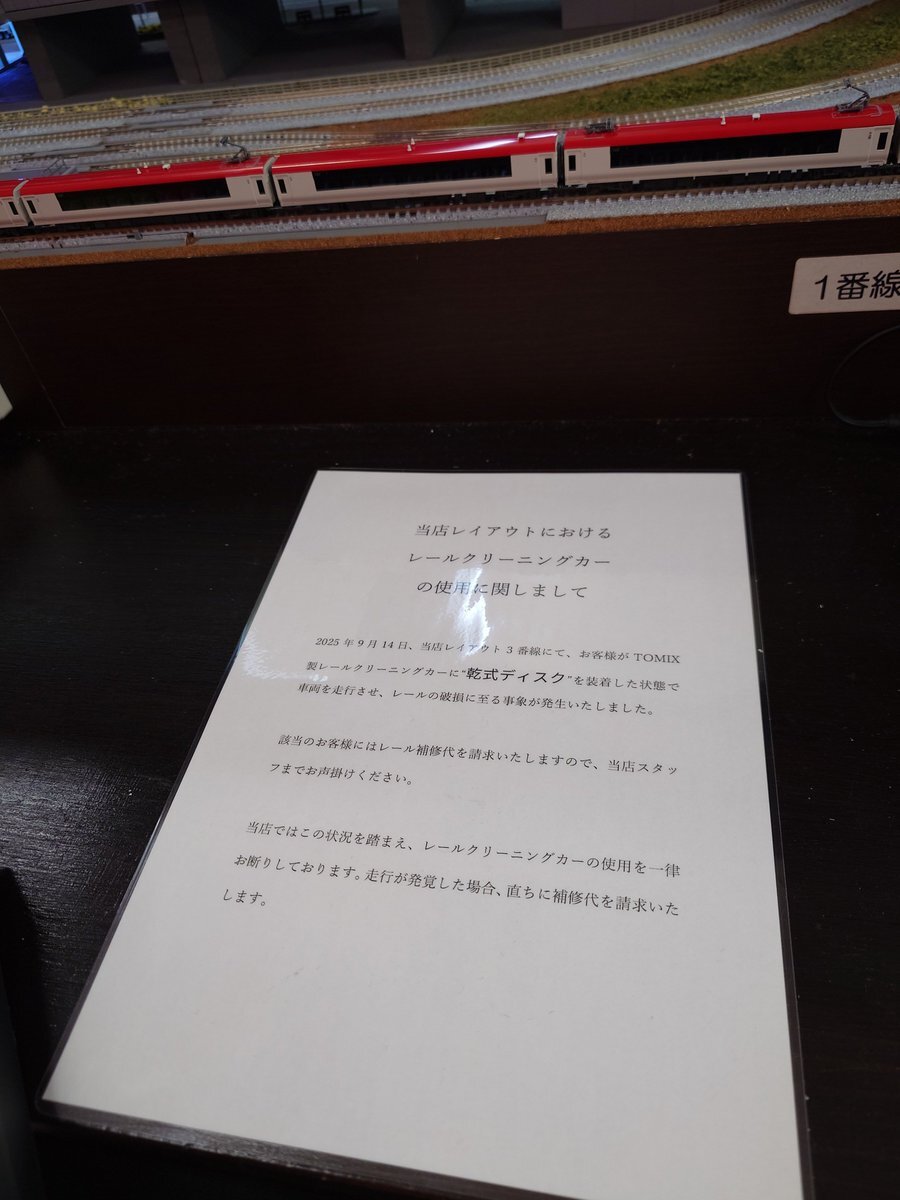 1番線
当店レイアウトにおける
レールクリーニングカー
の使用に関しまして
2025年9月14日、当店レイアウト3番線にて、お客様がTOMIX
製レールクリーニングカーに“乾式ディスク”を装着した状態で
車両を走行させ、レールの破損に至る事象が発生いたしました。
該当のお客様にはレール補修代を請求いたしますので、当店スタッ
フまでお声掛けください。
当店ではこの状況を踏まえ、レールクリーニングカーの使用を一律
お断りしております。走行が発覚した場合、直ちに補修代を請求いた
します。